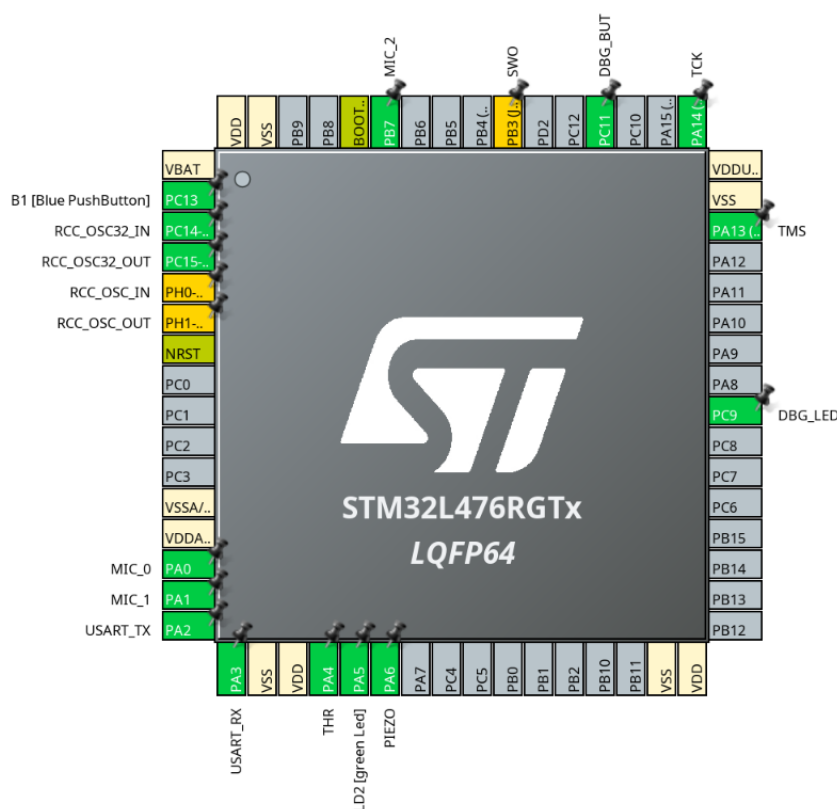 MIC_2
SWO
DBG_BUT
TCK
VDD
VSS
PB9
PB8
BOOT..
PB7
PB6
PB5
PB4 (..
PB3 (J..
PD2
PC12
PC11
PC10
PA15 (..
PA14 (..
VBAT
B1 [Blue PushButton] PC13
RCC_OSC32_IN PC14-..
RCC_OSC32_OUT PC15-..
RCC_OSC_IN PH0-..
RCC_OSC_OUT PH1-..
NRST
PC0
PC1
PC2
PC3
VSSA/..
VDDA..
MIC_0 PA0
MIC_1 PA1
USART_TX PA2
ST
STM32L476RGTx
LQFP64
VDDU..
VSS
PA13 (.. TMS
PA12
PA11
PA10
PA9
PA8
PC9 DBG_LED
PC8
PC7
PC6
PB15
PB14
PB13
PB12
PA3
VSS
VDD
PA4
PA5
PA6
PA7
PC4
PC5
PB0
PB1
PB2
PB10
PB11
VSS
VDD
USART_RX
THR
LD2 [green Led]
PIEZO